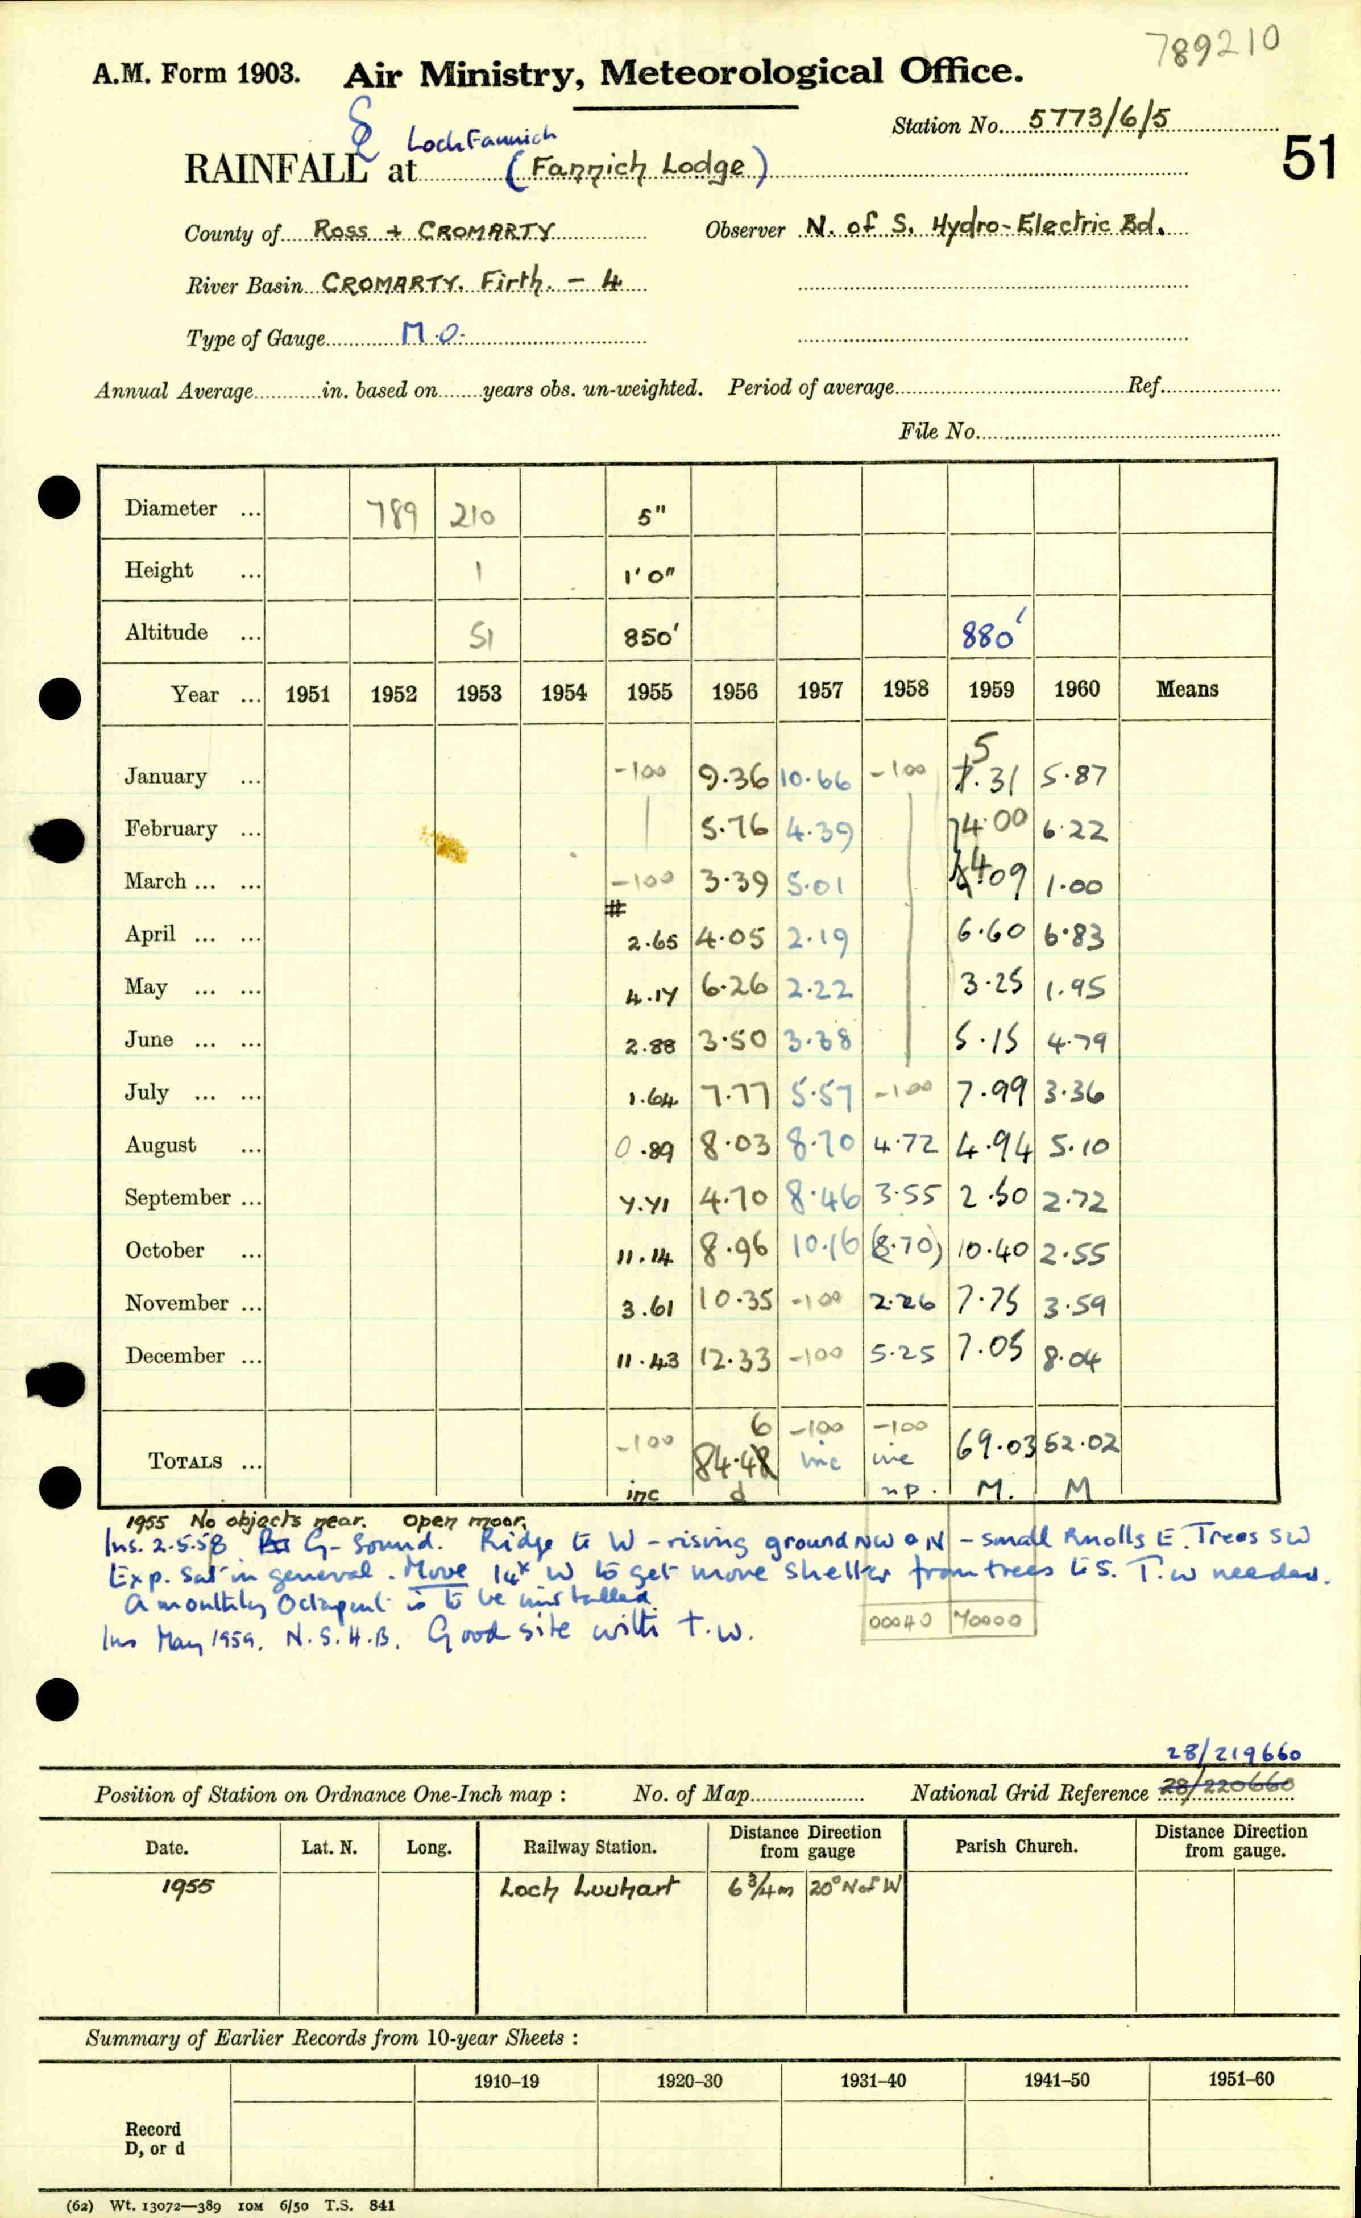 789210
A.M. Form 1903. Air Ministry, Meteorological Office.
Station No. 5773/6/5
51
Loch Fannich
RAINFALL at (Fannich Lodge)
County of Ross + CROMARTY Observer N. of S. Hydro-Electric Bd.
River Basin CROMARTY. Firth. - 4
Type of Gauge M.O.
Annual Average in. based on years obs. un-weighted. Period of average Ref.
File No.
Diameter ... 789 210 5"
Height ... 1 1'0"
Altitude ... 51 850' 880'
Year ... 1951 1952 1953 1954 1955 1956 1957 1958 1959 1960 Means
January ... -100 9.36 10.66 -100 5.31 5.87
February ... 5.76 4.39 4.00 6.22
March ... ... -100 3.39 5.01 4.09 1.00
April ... ... # 2.65 4.05 2.19 6.60 6.83
May ... ... 4.14 6.26 2.22 3.25 1.95
June ... ... 2.88 3.50 3.38 5.15 4.79
July ... ... 1.64 7.77 5.57 -100 7.99 3.36
August ... 0.89 8.03 8.70 4.72 4.94 5.10
September ... 4.70 8.46 3.55 2.50 2.72
October ... 11.14 8.96 10.16 (8.70) 10.40 2.55
November ... 3.61 10.35 -100 2.26 7.75 3.59
December ... 11.43 12.33 -100 5.25 7.05 8.04
TOTALS ... -100 84.46 -100 -100 69.03 52.02
inc d inc inc np. M. M
1955 No objects near. Open moor.
Ins. 2.5.58 G - Sound. Ridge to W - rising ground NW & N - small Knolls E. Trees SW
Exp. Sat in general. Move 14x W to get more shelter from trees to S. T.W needed.
A monthly Octapent is to be installed.
Ins May 1959. N.S.H.B. Good site with T.W.
00040 70000
28/219660
Position of Station on Ordnance One-Inch map : No. of Map National Grid Reference 28/220660
Date. Lat. N. Long. Railway Station. Distance from Direction gauge Parish Church. Distance from Direction gauge.
1955 Loch Luichart 6¾m 20° N of W
Summary of Earlier Records from 10-year Sheets :
1910–19 1920–30 1931–40 1941–50 1951–60
Record
D, or d
(62) Wt. 13072—389 10M 6/50 T.S. 841